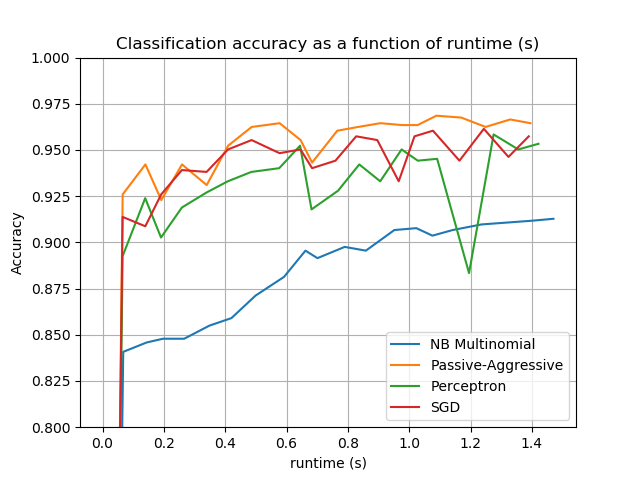 Classification accuracy as a function of runtime (s)
1.000
0.975
0.950
0.925
0.900
0.875
0.850
0.825
0.800
Accuracy
NB Multinomial
Passive-Aggressive
Perceptron
SGD
0.0 0.2 0.4 0.6 0.8 1.0 1.2 1.4
runtime (s)